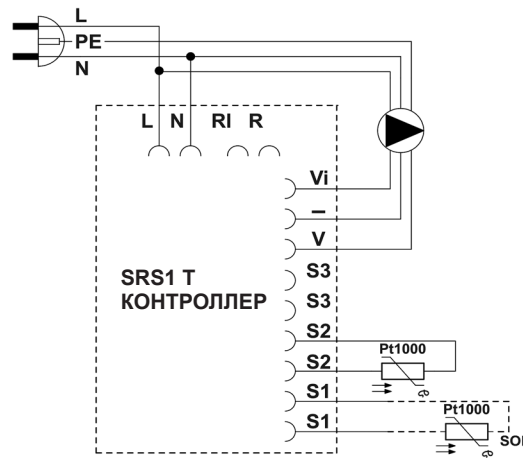 L
PE
N
L N RI R
Vi
–
V
SRS1 T
КОНТРОЛЛЕР
S3
S3
S2
Pt1000
S2
S1
Pt1000
S1